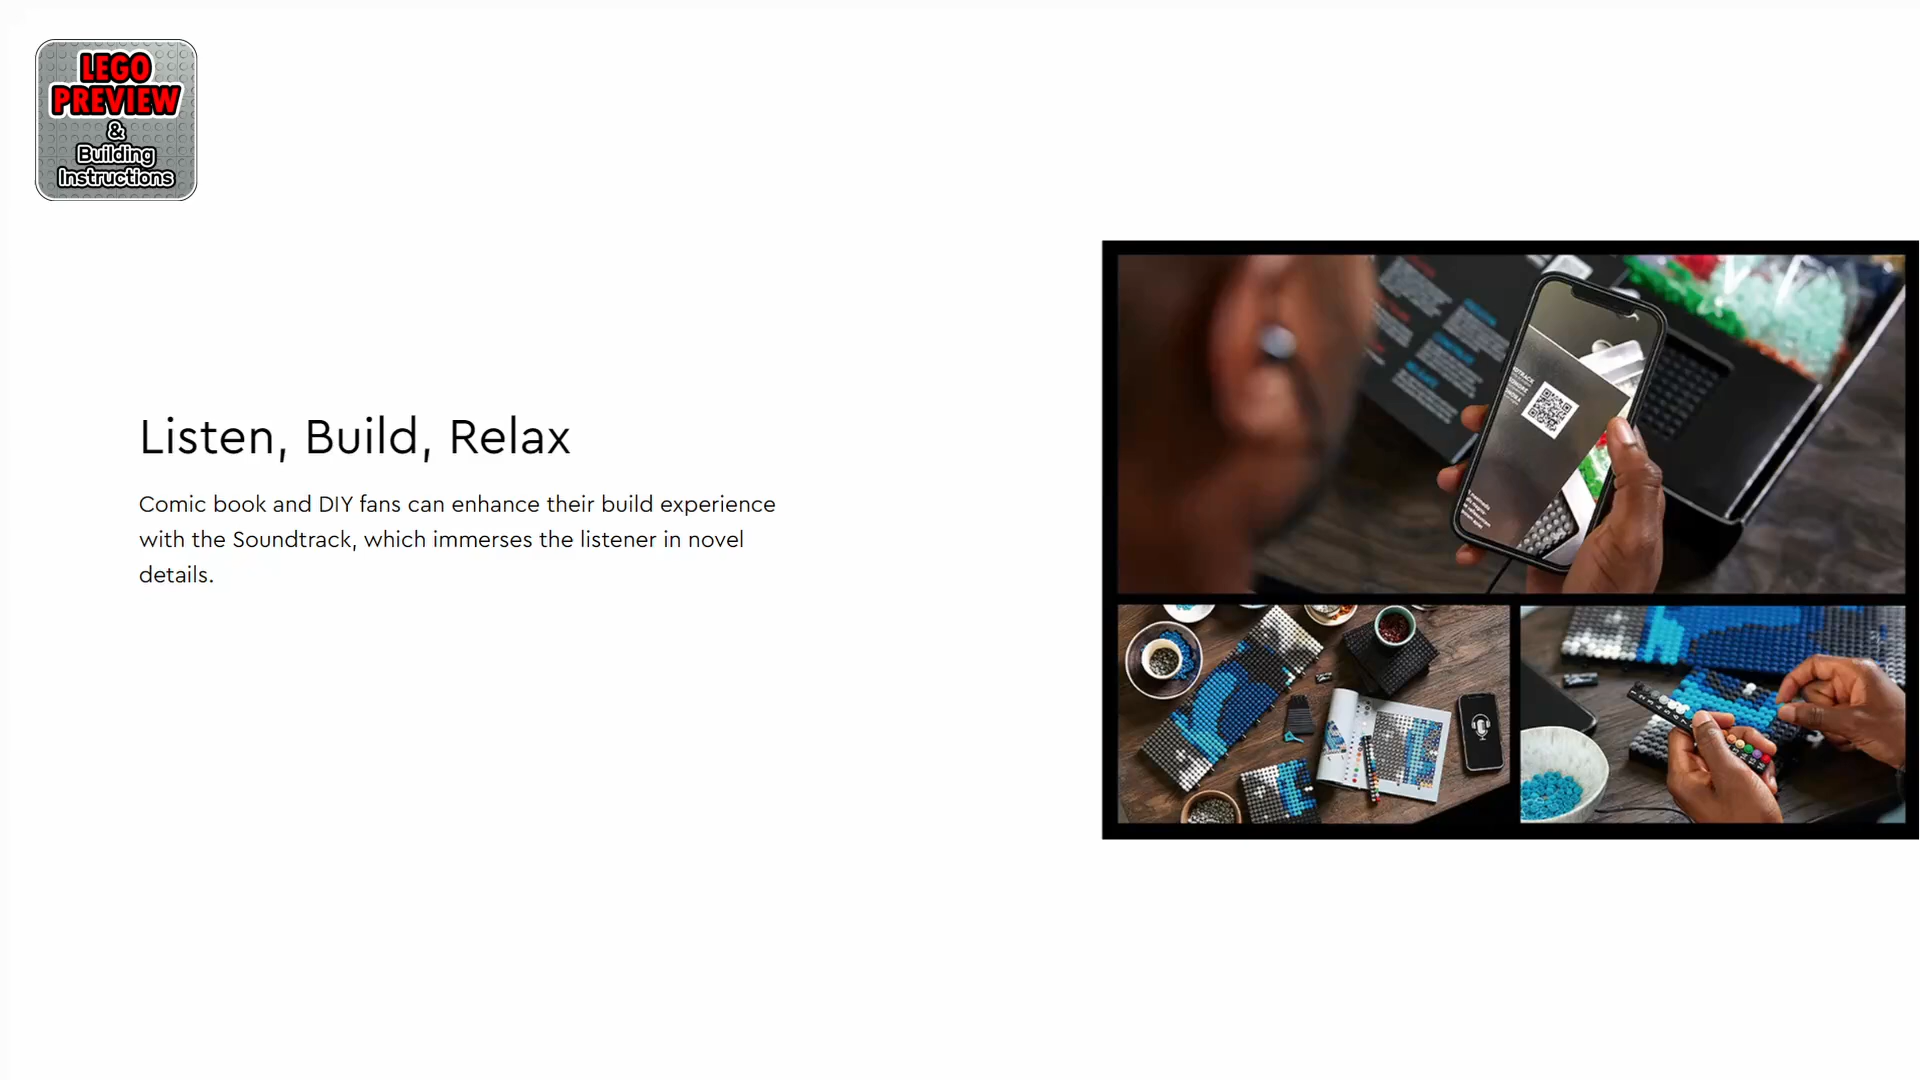 LEGO
PREVIEW
&
Building
Instructions
Listen, Build, Relax
Comic book and DIY fans can enhance their build experience
with the Soundtrack, which immerses the listener in novel
details.